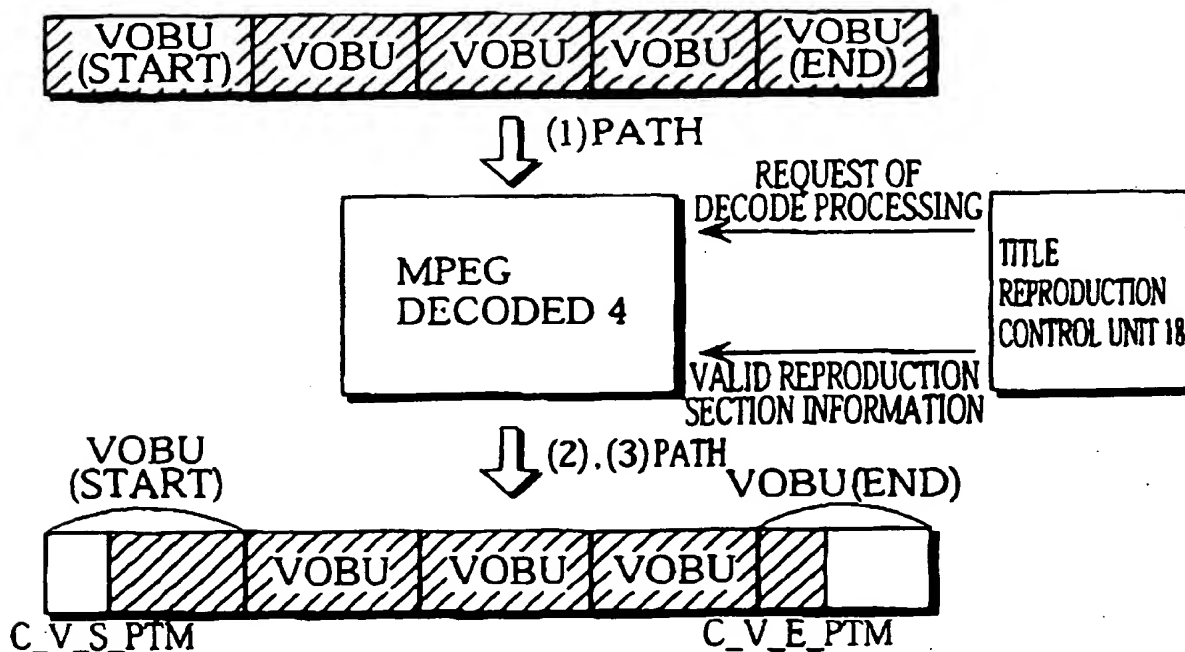 VOBU
(START)
VOBU
VOBU
VOBU
VOBU
(END)
(1)PATH
REQUEST OF
DECODE PROCESSING
MPEG
DECODED 4
TITLE
REPRODUCTION
CONTROL UNIT 18
VALID REPRODUCTION
SECTION INFORMATION
(2),(3)PATH
VOBU
(START)
VOBU(END)
VOBU
VOBU
VOBU
C_V_S_PTM
C_V_E_PTM